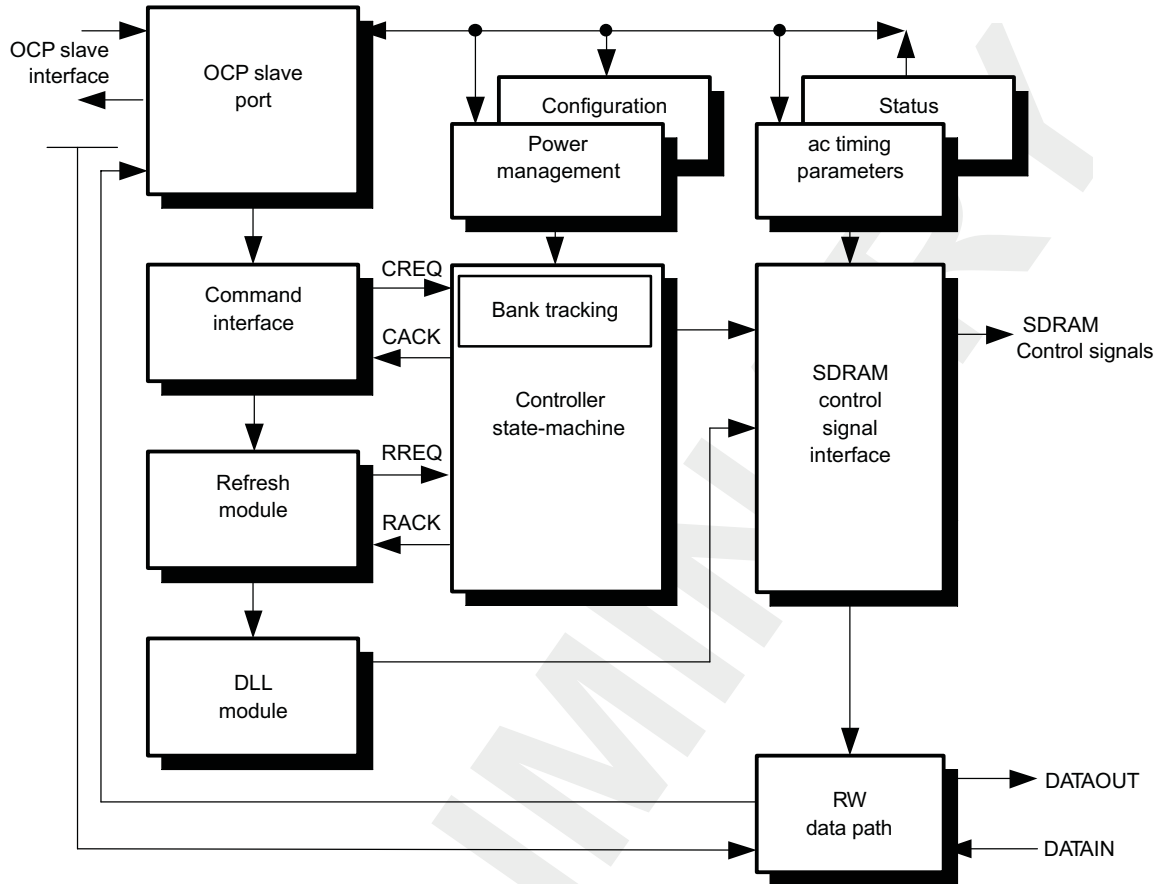 OCP slave
interface
OCP slave
port
Configuration
Power
management
Status
ac timing
parameters
Command
interface
CREQ
CACK
Bank tracking
Controller
state-machine
SDRAM
control
signal
interface
SDRAM
Control signals
Refresh
module
RREQ
RACK
DLL
module
RW
data path
DATAOUT
DATAIN